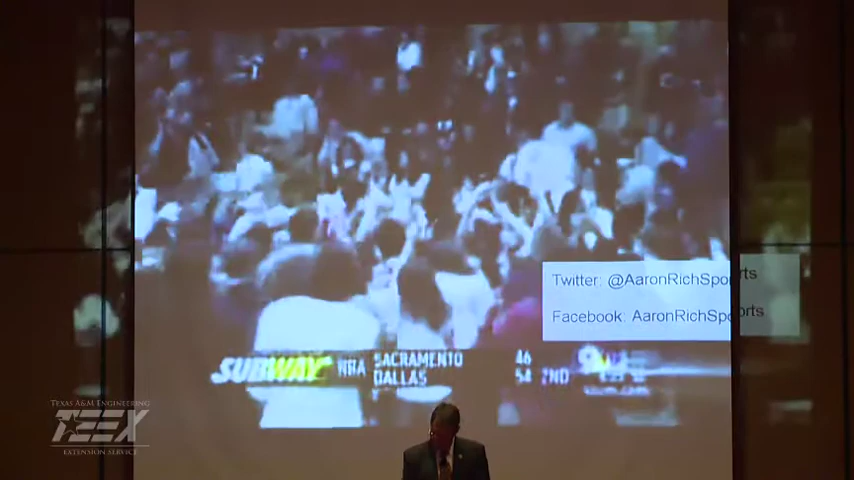 Twitter: @AaronRichSports
Facebook: AaronRichSports
SUBWAY NBA SACRAMENTO 46
DALLAS 54 2ND
TEXAS A&M ENGINEERING
TEEX
EXTENSION SERVICE